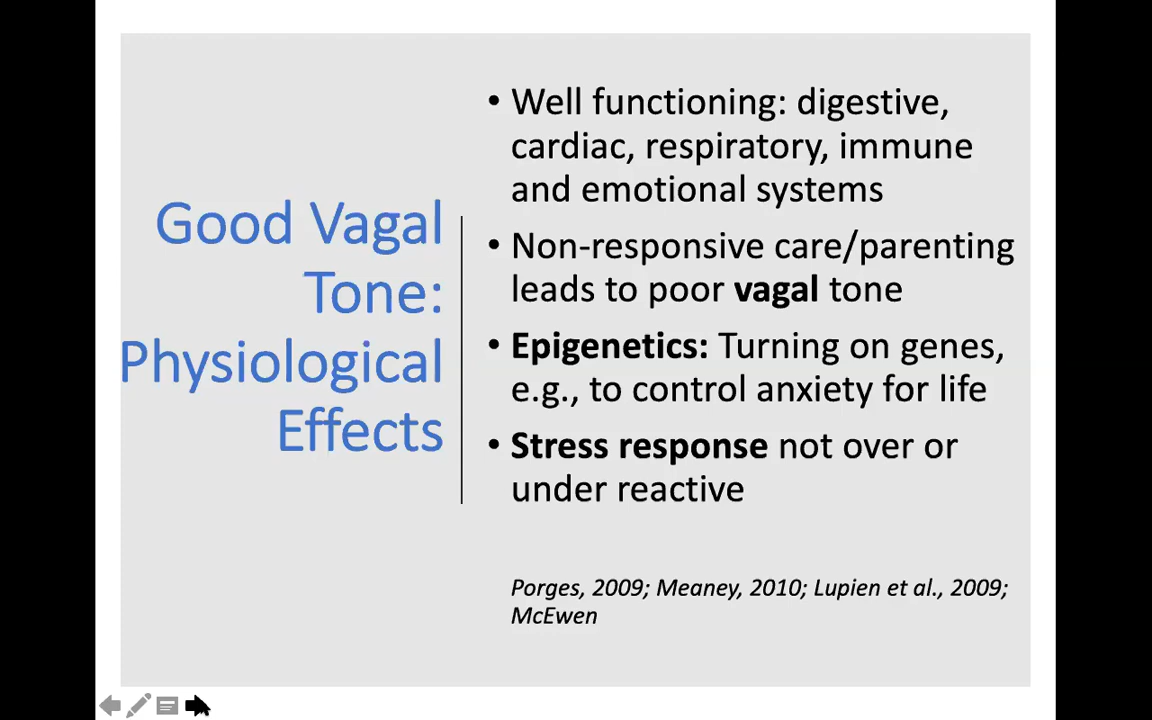 Good Vagal
Tone:
Physiological
Effects
• Well functioning: digestive,
cardiac, respiratory, immune
and emotional systems
• Non-responsive care/parenting
leads to poor vagal tone
• Epigenetics: Turning on genes,
e.g., to control anxiety for life
• Stress response not over or
under reactive
Porges, 2009; Meaney, 2010; Lupien et al., 2009;
McEwen